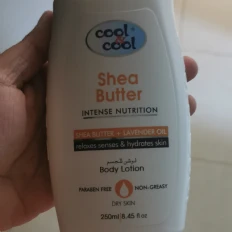 cool & cool
Shea
Butter
INTENSE NUTRITION
SHEA BUTTER + LAVENDER OIL
relaxes senses & hydrates skin
لوشن للجسم
Body Lotion
PARABEN FREE
NON-GREASY
DRY SKIN
250ml/8.45 fl.oz